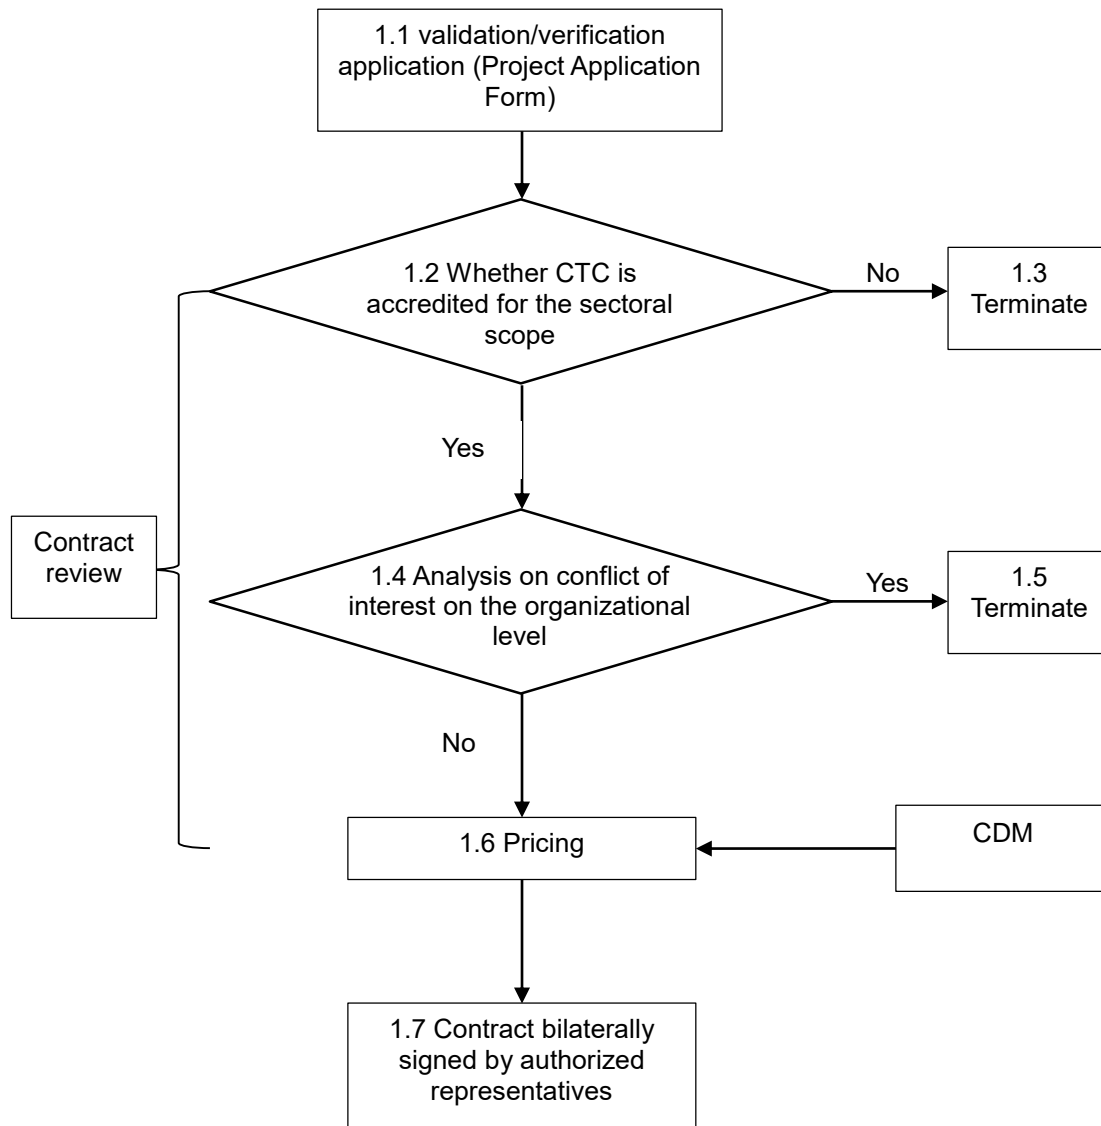 1.1 validation/verification
application (Project Application
Form)
1.2 Whether CTC is
accredited for the sectoral
scope
No
1.3
Terminate
Yes
Contract
review
1.4 Analysis on conflict of
interest on the organizational
level
Yes
1.5
Terminate
No
1.6 Pricing
CDM
1.7 Contract bilaterally
signed by authorized
representatives